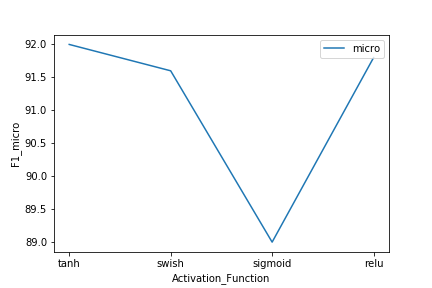 micro
92.0
91.5
91.0
90.5
90.0
89.5
89.0
F1_micro
tanh swish sigmoid relu
Activation_Function